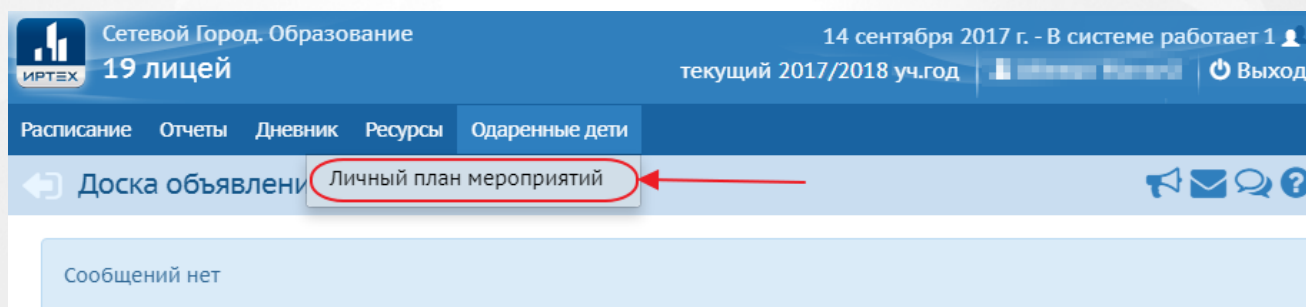 Сетевой Город. Образование
14 сентября 2017 г. - В системе работает 1
ИРТЕХ
19 лицей
текущий 2017/2018 уч.год
Выход
Расписание Отчеты Дневник Ресурсы Одаренные дети
Доска объявлени
Личный план мероприятий
Сообщений нет